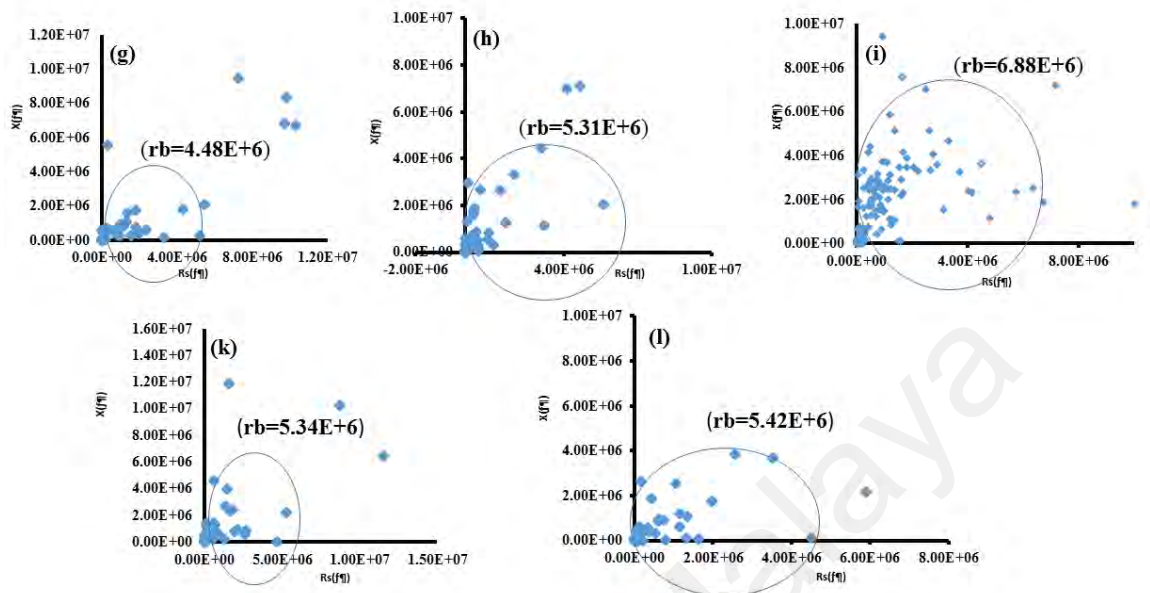 (g)
1.20E+07
1.00E+07
8.00E+06
6.00E+06
4.00E+06
2.00E+06
0.00E+00
X(ƒ¶)
(rb=4.48E+6)
0.00E+00 6.00E+06 1.20E+07
Rs(ƒ¶)
(h)
1.00E+07
8.00E+06
6.00E+06
4.00E+06
2.00E+06
0.00E+00
X(ƒ¶)
(rb=5.31E+6)
-2.00E+06 4.00E+06 1.00E+07
Rs(ƒ¶)
(i)
1.00E+07
8.00E+06
6.00E+06
4.00E+06
2.00E+06
0.00E+00
X(ƒ¶)
(rb=6.88E+6)
0.00E+00 4.00E+06 8.00E+06
Rs(ƒ¶)
(k)
1.60E+07
1.40E+07
1.20E+07
1.00E+07
8.00E+06
6.00E+06
4.00E+06
2.00E+06
0.00E+00
X(ƒ¶)
(rb=5.34E+6)
0.00E+00 5.00E+06 1.00E+07 1.50E+07
Rs(ƒ¶)
(l)
1.00E+07
8.00E+06
6.00E+06
4.00E+06
2.00E+06
0.00E+00
X(ƒ¶)
(rb=5.42E+6)
0.00E+00 2.00E+06 4.00E+06 6.00E+06 8.00E+06
Rs(ƒ¶)
alaya